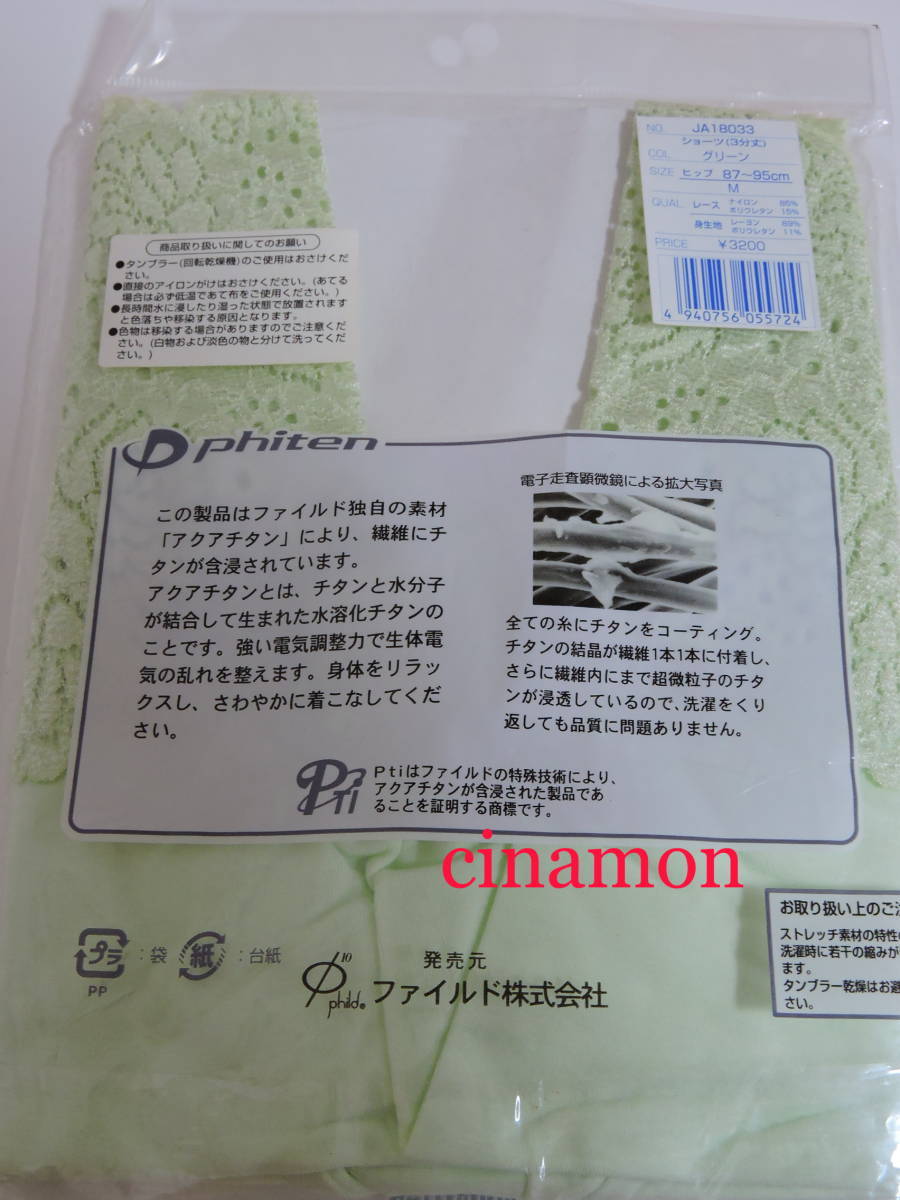 NO. JA18033
ショーツ(3分丈)
COL グリーン
SIZE ヒップ 87〜95cm
M
QUAL レース ナイロン 85%
ポリウレタン 15%
身生地 レーヨン 89%
ポリウレタン 11%
PRICE ¥3200
4 940756 055724
商品取り扱いに関してのお願い
●タンブラー(回転乾燥機)のご使用はおさけくだ
さい。
●直接のアイロンがけはおさけください。(あてる
場合は必ず低温であて布をご使用ください。)
●長時間水に浸したり湿った状態で放置されます
と色落ちや移染する原因となります。
●色物は移染する場合がありますのでご注意くだ
さい。(白物および淡色の物と分けて洗ってくだ
さい。)
phiten
この製品はファイルド独自の素材
「アクアチタン」により、繊維にチ
タンが含浸されています。
アクアチタンとは、チタンと水分子
が結合して生まれた水溶化チタンの
ことです。強い電気調整力で生体電
気の乱れを整えます。身体をリラッ
クスし、さわやかに着こなしてくだ
さい。
電子走査顕微鏡による拡大写真
全ての糸にチタンをコーティング。
チタンの結晶が繊維1本1本に付着し、
さらに繊維内にまで超微粒子のチタ
ンが浸透しているので、洗濯をくり
返しても品質に問題ありません。
PTI
Ptiはファイルドの特殊技術により、
アクアチタンが含浸された製品であ
ることを証明する商標です。
cinamon
プラ :袋 紙 :台紙
PP
10 phild® 発売元
ファイルド株式会社
お取り扱い上のご注
ストレッチ素材の特性
洗濯時に若干の縮みが
ます。
タンブラー乾燥はお避
さい。